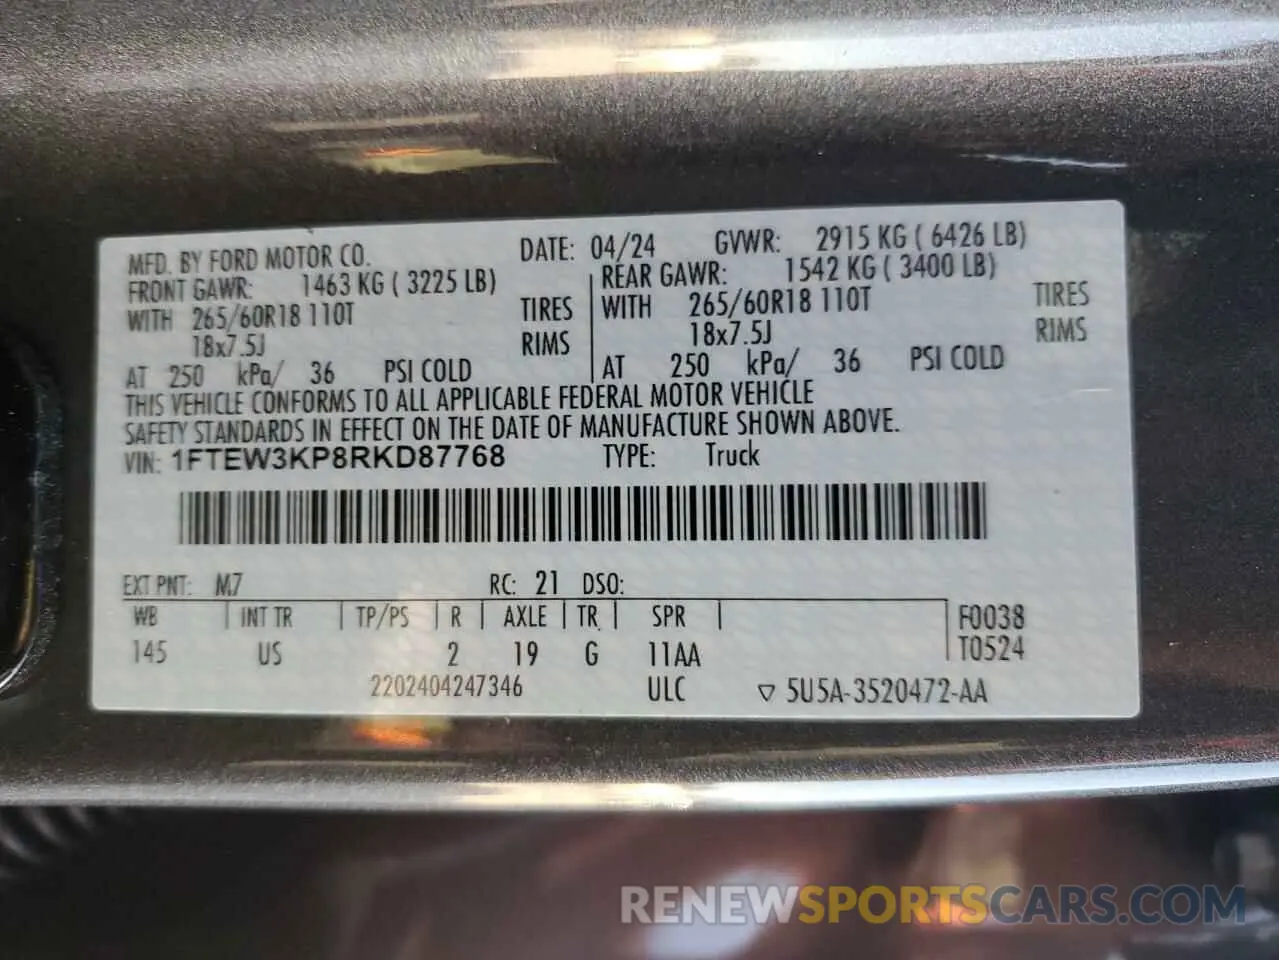 MFD. BY FORD MOTOR CO. DATE: 04/24 GVWR: 2915 KG ( 6426 LB)
FRONT GAWR: 1463 KG ( 3225 LB) REAR GAWR: 1542 KG ( 3400 LB)
WITH 265/60R18 110T TIRES WITH 265/60R18 110T TIRES
18x7.5J RIMS 18x7.5J RIMS
AT 250 kPa/ 36 PSI COLD AT 250 kPa/ 36 PSI COLD
THIS VEHICLE CONFORMS TO ALL APPLICABLE FEDERAL MOTOR VEHICLE
SAFETY STANDARDS IN EFFECT ON THE DATE OF MANUFACTURE SHOWN ABOVE.
VIN: 1FTEW3KP8RKD87768 TYPE: Truck
EXT PNT: M7 RC: 21 DSO:
WB INT TR TP/PS R AXLE TR SPR F0038
145 US 2 19 G 11AA T0524
2202404247346 ULC ▽ 5U5A-3520472-AA
RENEWSPORTSCARS.COM